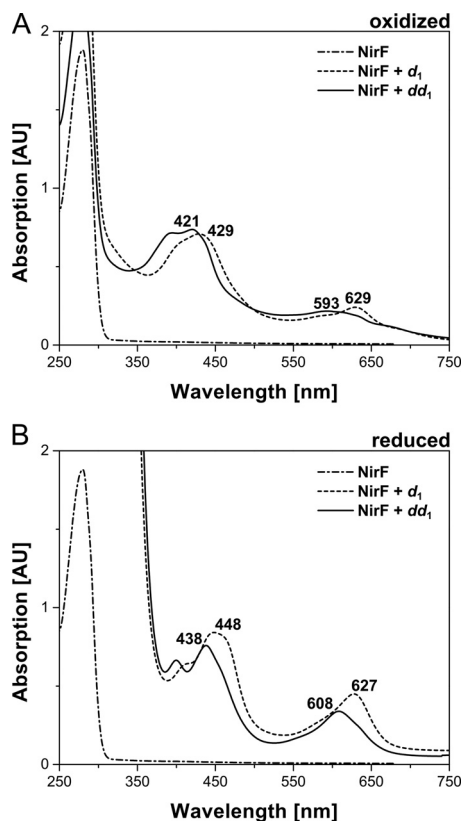 A
oxidized
NirF
NirF + d₁
NirF + dd₁
2
1
0
421
429
593
629
Absorption [AU]
250 350 450 550 650 750
Wavelength [nm]
B
reduced
NirF
NirF + d₁
NirF + dd₁
2
1
0
438
448
608
627
Absorption [AU]
250 350 450 550 650 750
Wavelength [nm]